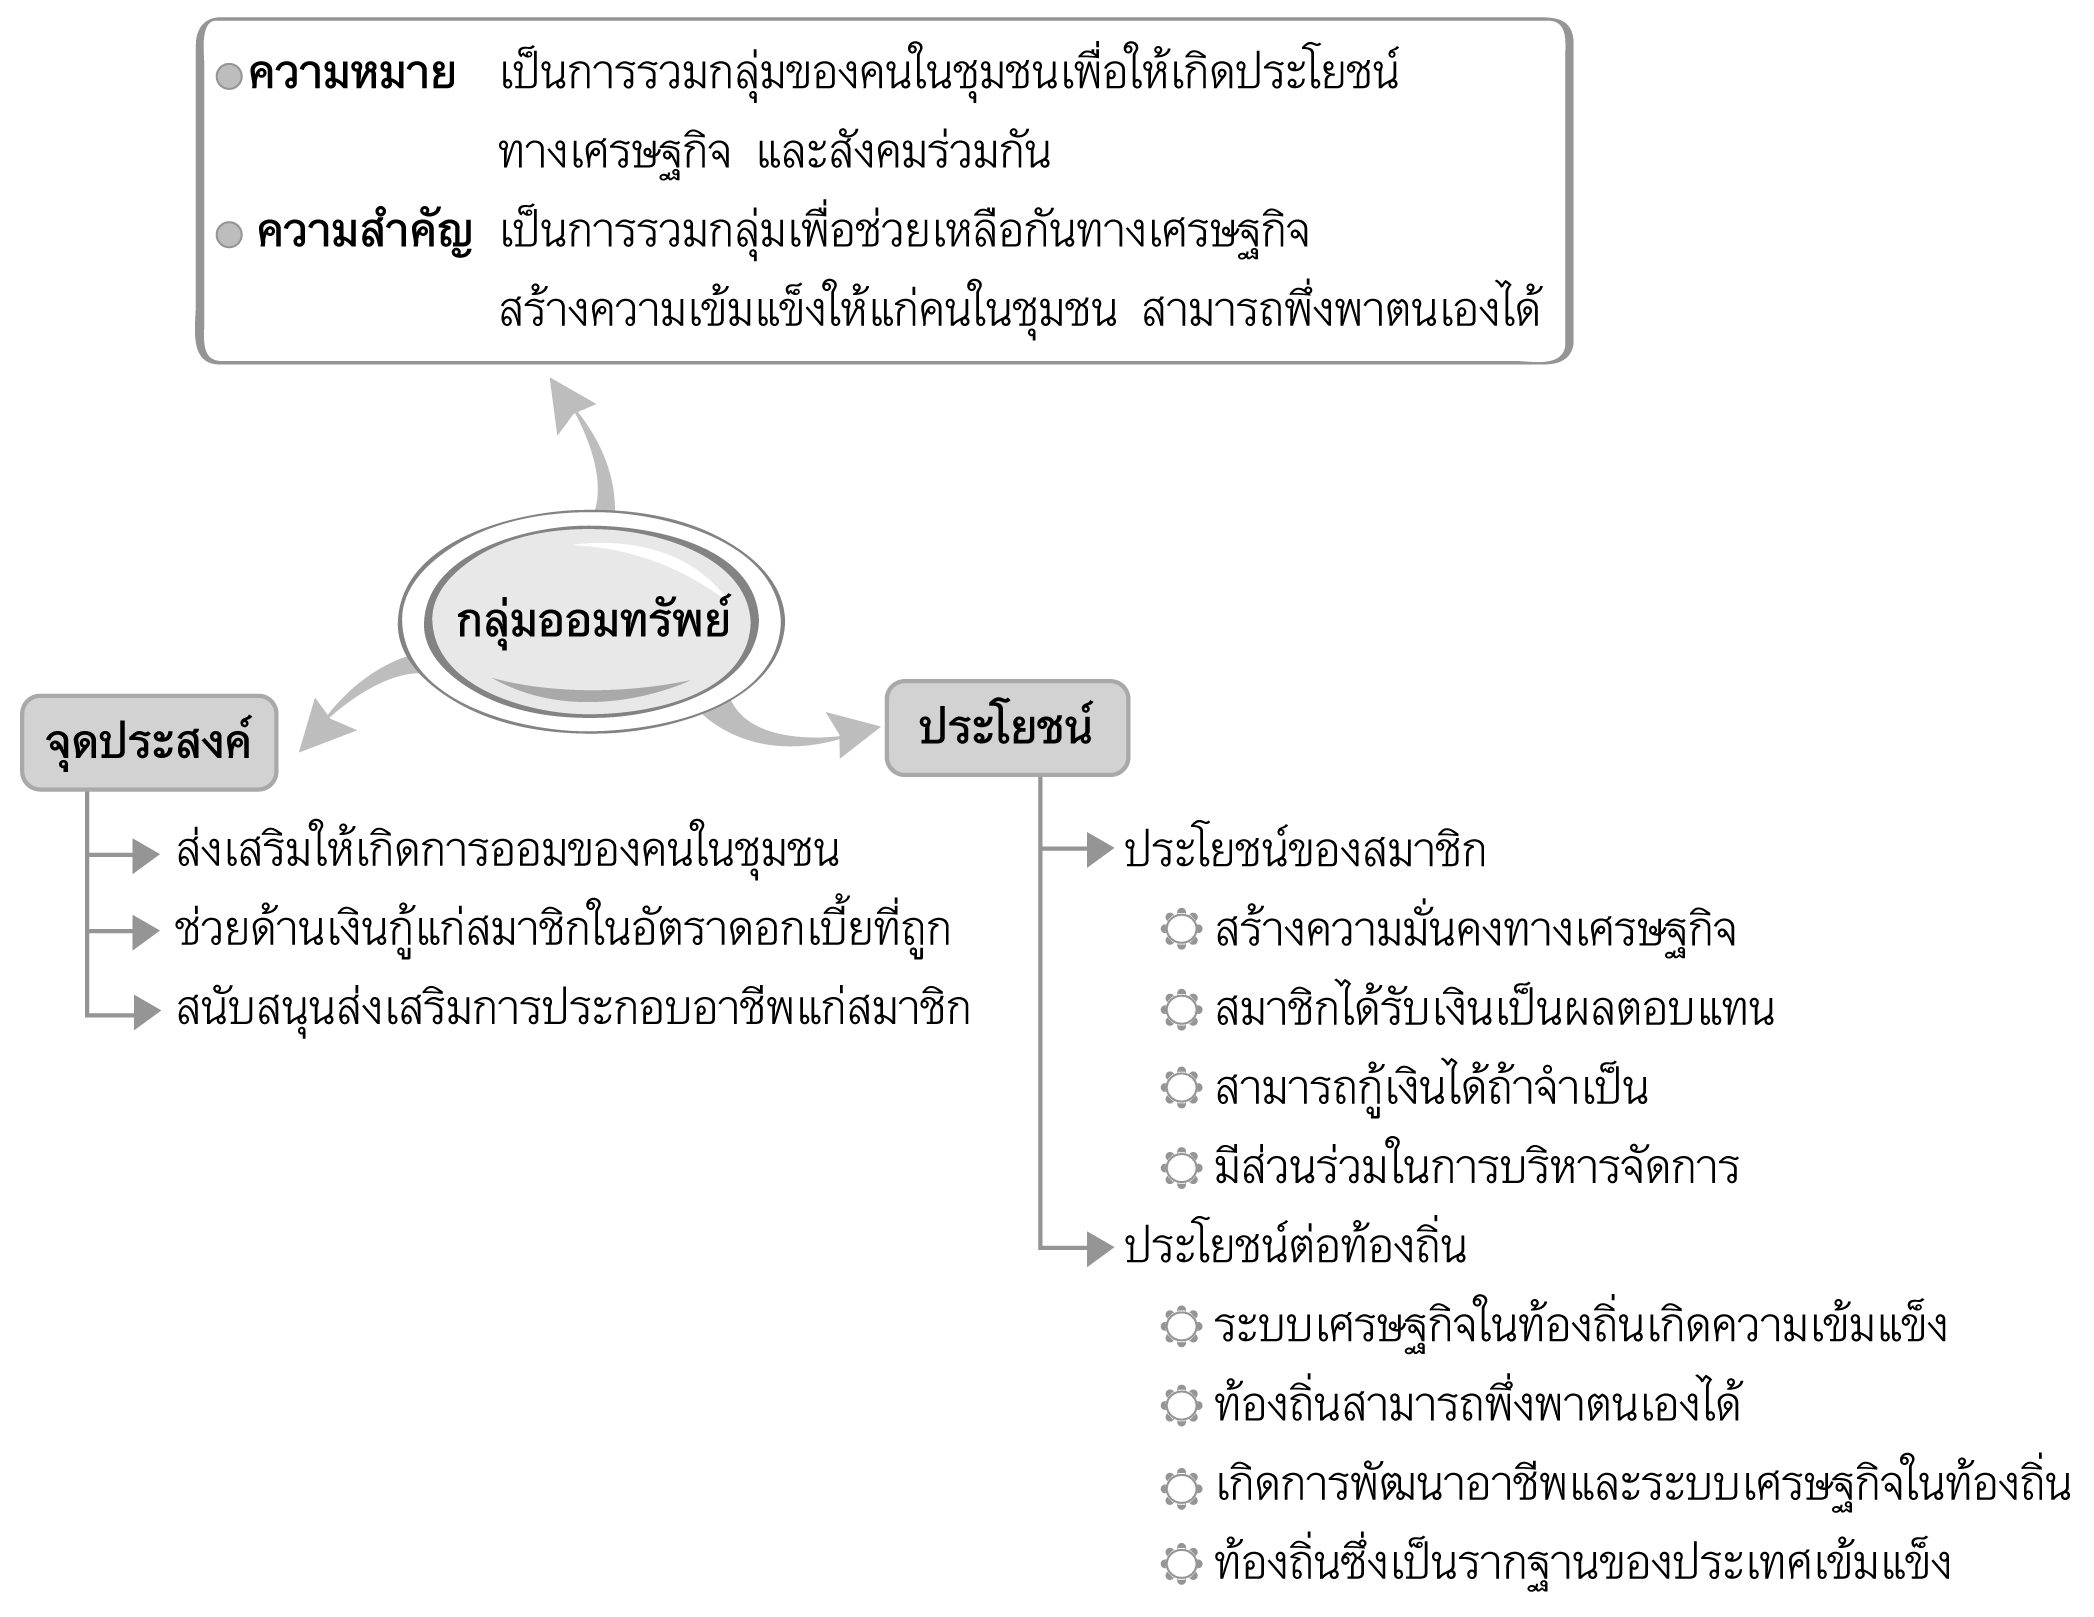 ความหมาย เป็นการรวมกลุ่มของคนในชุมชนเพื่อให้เกิดประโยชน์
ทางเศรษฐกิจ และสังคมร่วมกัน
ความสำคัญ เป็นการรวมกลุ่มเพื่อช่วยเหลือกันทางเศรษฐกิจ
สร้างความเข้มแข็งให้แก่คนในชุมชน สามารถพึ่งพาตนเองได้
กลุ่มออมทรัพย์
จุดประสงค์
ส่งเสริมให้เกิดการออมของคนในชุมชน
ช่วยด้านเงินกู้แก่สมาชิกในอัตราดอกเบี้ยที่ถูก
สนับสนุนส่งเสริมการประกอบอาชีพแก่สมาชิก
ประโยชน์
ประโยชน์ของสมาชิก
สร้างความมั่นคงทางเศรษฐกิจ
สมาชิกได้รับเงินเป็นผลตอบแทน
สามารถกู้เงินได้ถ้าจำเป็น
มีส่วนร่วมในการบริหารจัดการ
ประโยชน์ต่อท้องถิ่น
ระบบเศรษฐกิจในท้องถิ่นเกิดความเข้มแข็ง
ท้องถิ่นสามารถพึ่งพาตนเองได้
เกิดการพัฒนาอาชีพและระบบเศรษฐกิจในท้องถิ่น
ท้องถิ่นซึ่งเป็นรากฐานของประเทศเข้มแข็ง